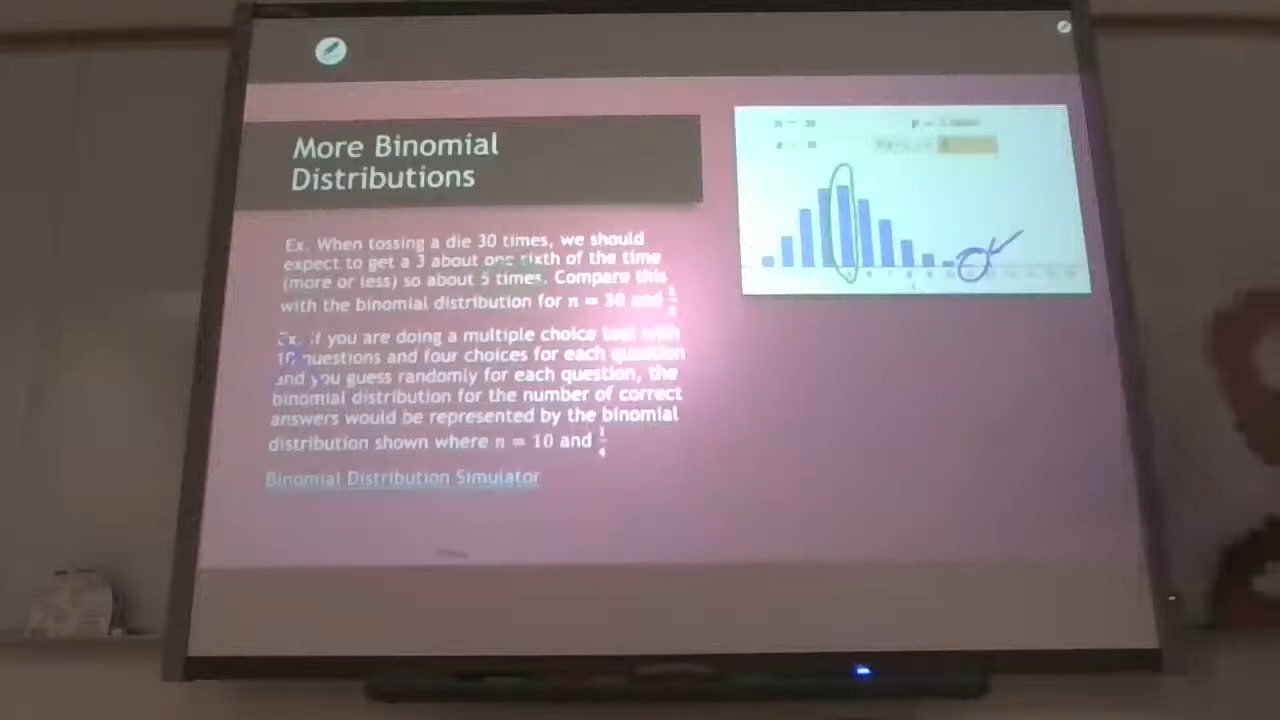 More Binomial
Distributions
Ex. When tossing a die 30 times, we should
expect to get a 3 about one sixth of the time
(more or less) so about 5 times. Compare this
with the binomial distribution for n = 30 and
Ex. If you are doing a multiple choice test with
10 questions and four choices for each question
and you guess randomly for each question, the
binomial distribution for the number of correct
answers would be represented by the binomial
distribution shown where n = 10 and 1/4
Binomial Distribution Simulator